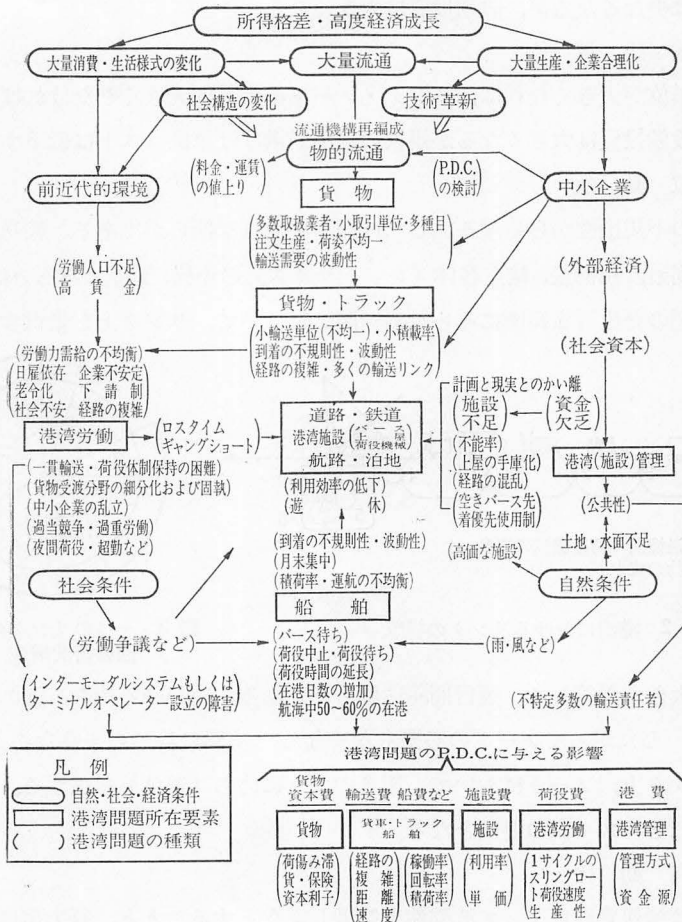 所得格差・高度経済成長
大量消費・生活様式の変化
大量流通
大量生産・企業合理化
社会構造の変化
技術革新
流通機構再編成
物的流通
(料金・運賃
の値上り)
(P.D.C.
の検討)
前近代的環境
貨物
中小企業
(多数取扱業者・小取引単位・多種目)
注文生産・荷姿不均一
輸送需要の波動性
(労働人口不足)
高賃金
(外部経済)
貨物・トラック
(小輸送単位(不均一)・小積載率)
到着の不規則性・波動性
経路の複雑・多くの輸送リンク
(社会資本)
(労働力需給の不均衡)
日雇依存 企業不安定
老令化 下請制
社会不安 経路の複雑
計画と現実とのかい離
(施設
不足)
(資金
欠乏)
道路・鉄道
港湾施設(バース
上屋
荷役機械)
航路・泊地
港湾労働
(ロスタイム
ギャングショート)
(不能率)
(上屋の手庫化)
(経路の混乱)
(空きバース先
着優先使用制)
港湾(施設)管理
(公共性)
(一貫輸送・荷役体制保持の困難)
(貨物受渡分野の細分化および固執)
(中小企業の乱立)
(過当競争・過重労働)
(夜間荷役・超勤など)
(利用効率の低下)
(遊休)
(到着の不規則性・波動性)
(月末集中)
(積荷率・運航の不均衡)
土地・水面不足
(高価な施設)
社会条件
船舶
自然条件
(労働争議など)
(バース待ち)
(荷役中止・荷役待ち)
(荷役時間の延長)
(在港日数の増加)
航海中50~60%の在港
(雨・風など)
(インターモーダルシステムもしくは
ターミナルオペレーター設立の障害)
(不特定多数の輸送責任者)
港湾問題のP.D.C.に与える影響
凡例
自然・社会・経済条件
港湾問題所在要素
( )港湾問題の種類
貨物
資本費
輸送費
船費など
施設費
荷役費
港費
貨物
貨車・トラック
船舶
施設
港湾労働
港湾管理
(荷傷み滞
貨・保険
資本利子)
(経路の
複雑
距離
速度)
(稼働率
回転率
積荷率)
(利用率
単価)
(1サイクルの
スリングロー
ト荷役速度
生産性)
(管理方式
資金源)